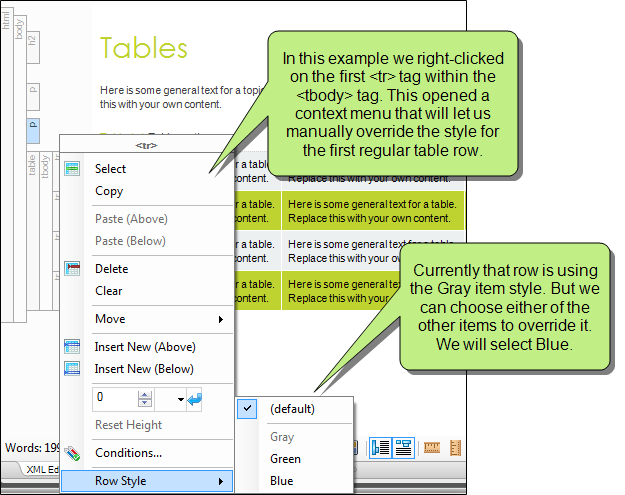 html
body
h2
p
p
table
tbody
Tables
Here is some general text for a topi
this with your own content.
In this example we right-clicked
on the first <tr> tag within the
<tbody> tag. This opened a
context menu that will let us
manually override the style for
the first regular table row.
<tr>
Select
Copy
Paste (Above)
Paste (Below)
Delete
Clear
Move
Insert New (Above)
Insert New (Below)
0
Reset Height
Conditions...
Row Style
r a table.
content.
Here is some general text for a table.
Replace this with your own content.
r a table.
content.
Here is some general text for a table.
Replace this with your own content.
r a table.
content.
Here is some general text for a table.
Replace this with your own
r a table.
content.
Here is some general text for
Replace this with your own
Currently that row is using
the Gray item style. But we
can choose either of the
other items to override it.
We will select Blue.
(default)
Gray
Green
Blue
Words: 199
XML Ed